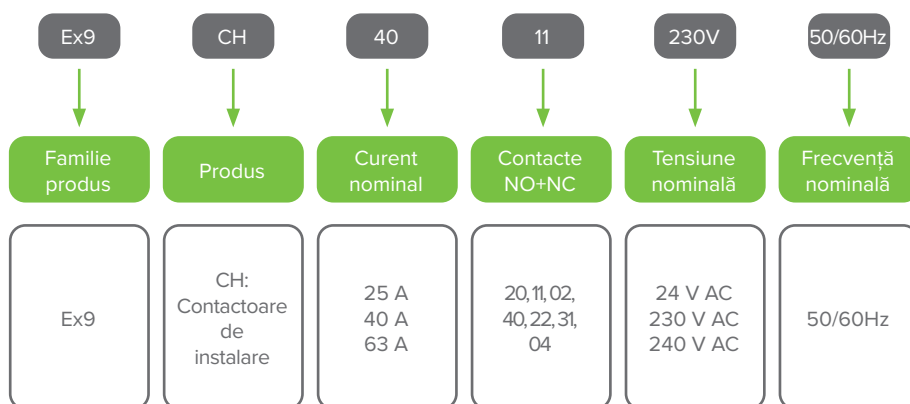 Ex9
CH
40
11
230V
50/60Hz
Familie
produs
Produs
Curent
nominal
Contacte
NO+NC
Tensiune
nominală
Frecvență
nominală
Ex9
CH:
Contactoare
de
instalare
25 A
40 A
63 A
20, 11, 02,
40, 22, 31,
04
24 V AC
230 V AC
240 V AC
50/60Hz